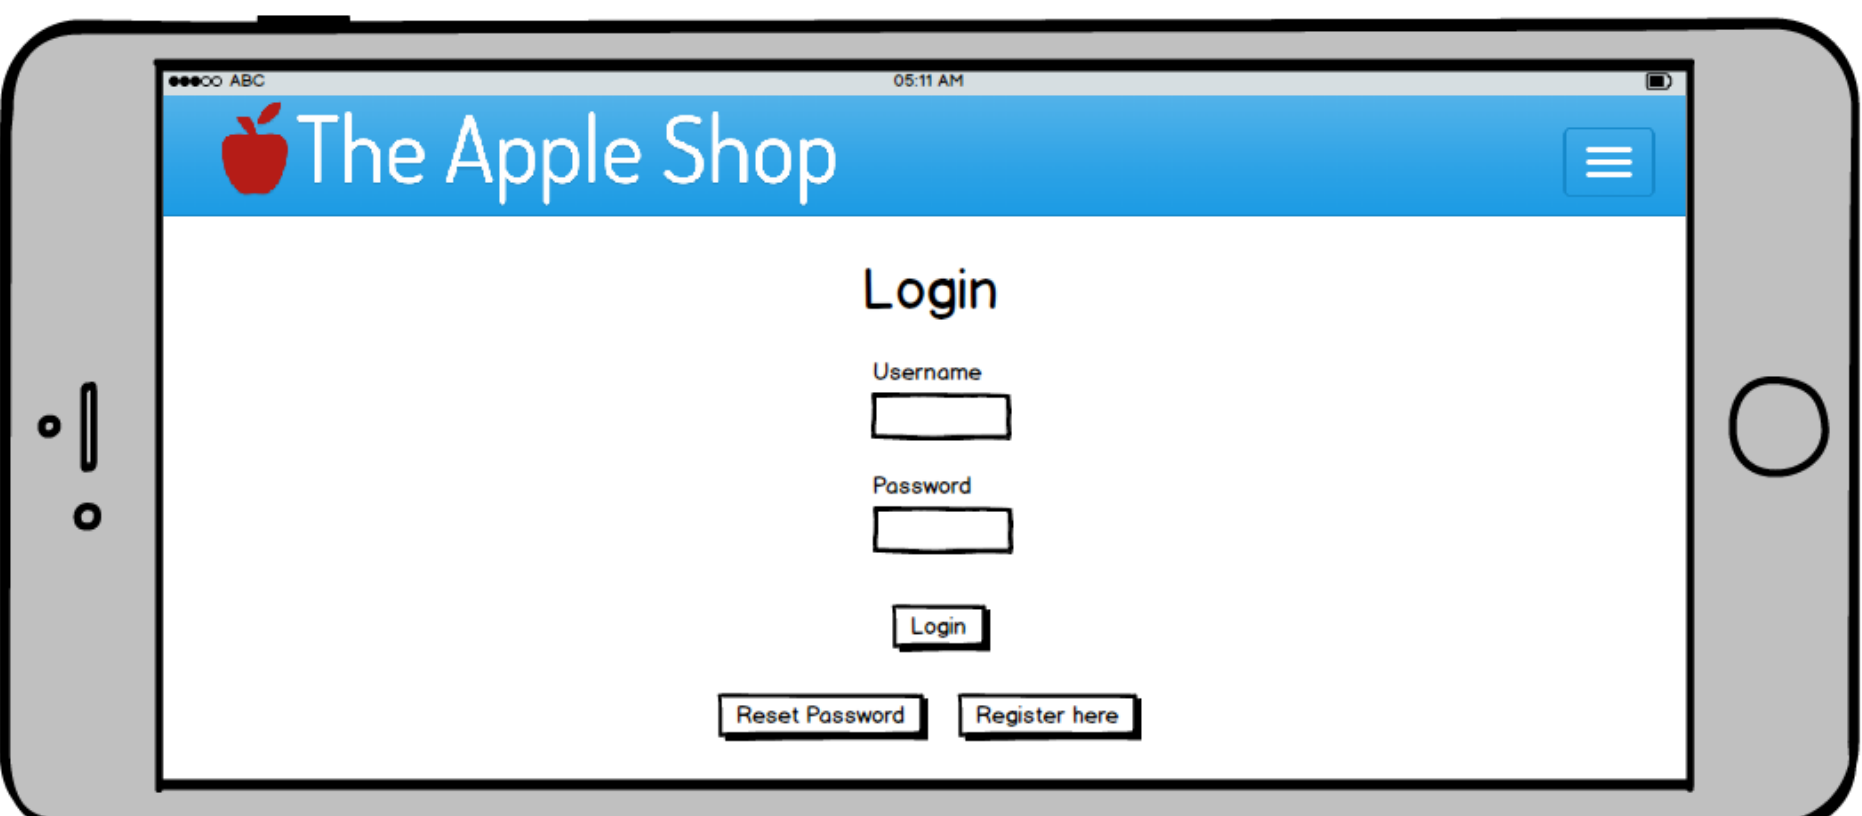 ABC
05:11 AM
The Apple Shop
Login
Username
Password
Login
Reset Password
Register here